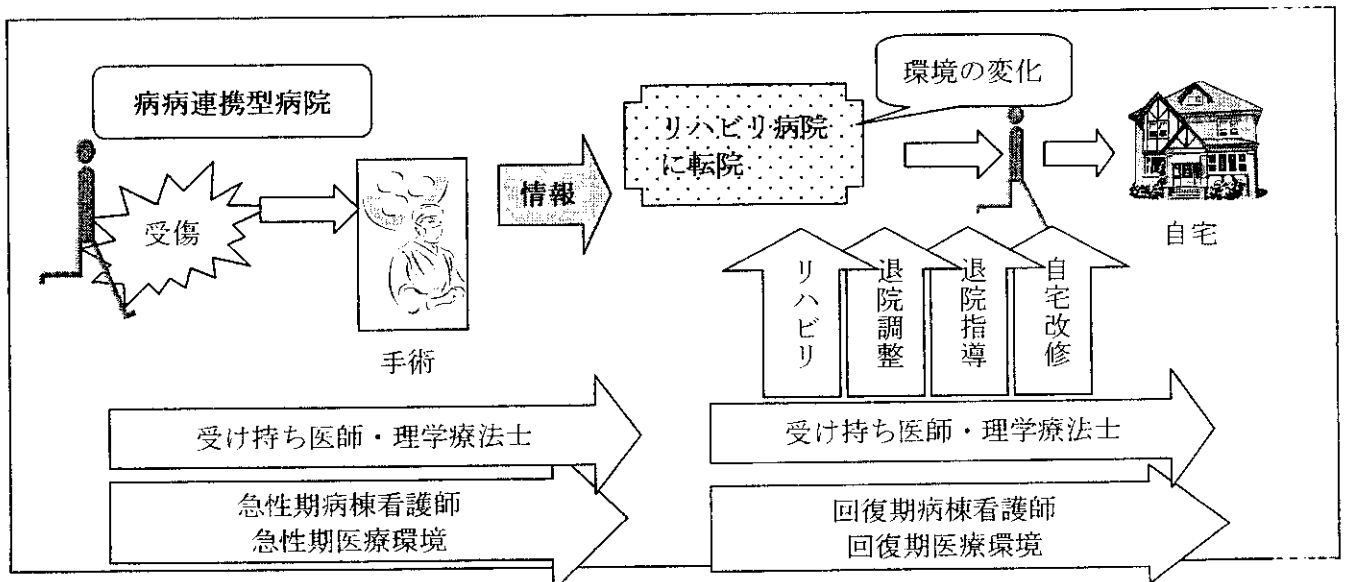 病病連携型病院
環境の変化
リハビリ病院
に転院
受傷
情報
自宅
手術
リハビリ
退院調整
退院指導
自宅改修
受け持ち医師・理学療法士
受け持ち医師・理学療法士
急性期病棟看護師
急性期医療環境
回復期病棟看護師
回復期医療環境